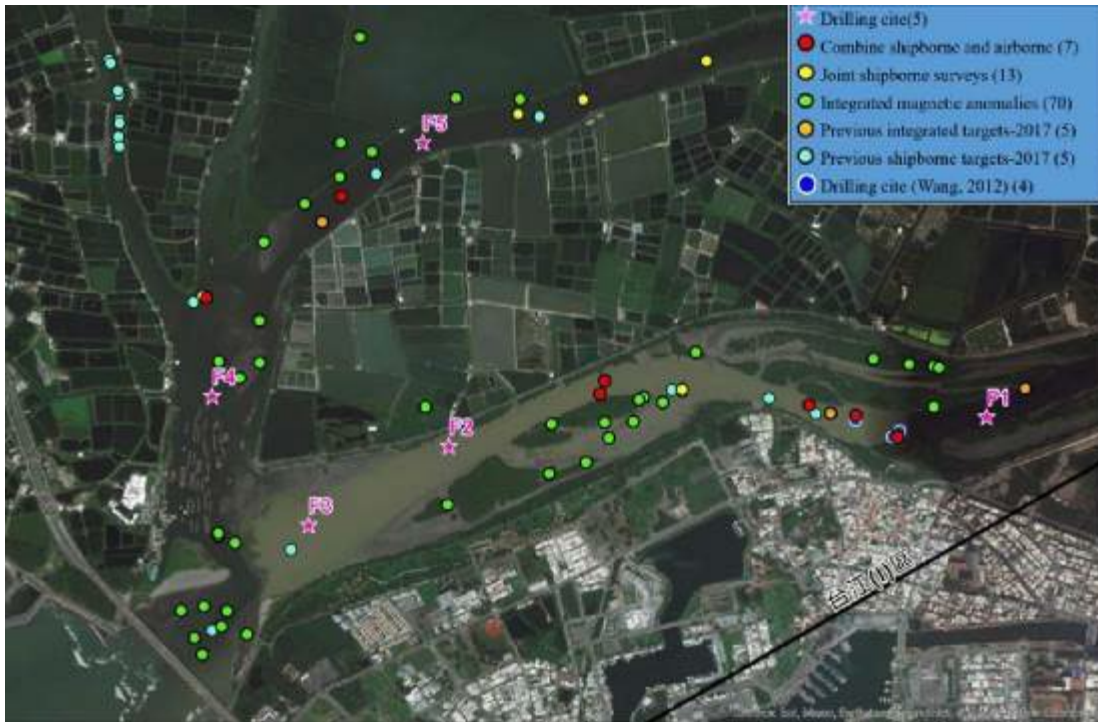 Drilling cite(5)
Combine shipborne and airborne (7)
Joint shipborne surveys (13)
Integrated magnetic anomalies (70)
Previous integrated targets-2017 (5)
Previous shipborne targets-2017 (5)
Drilling cite (Wang, 2012) (4)
F5
F4
F1
F2
F3
台江(1)